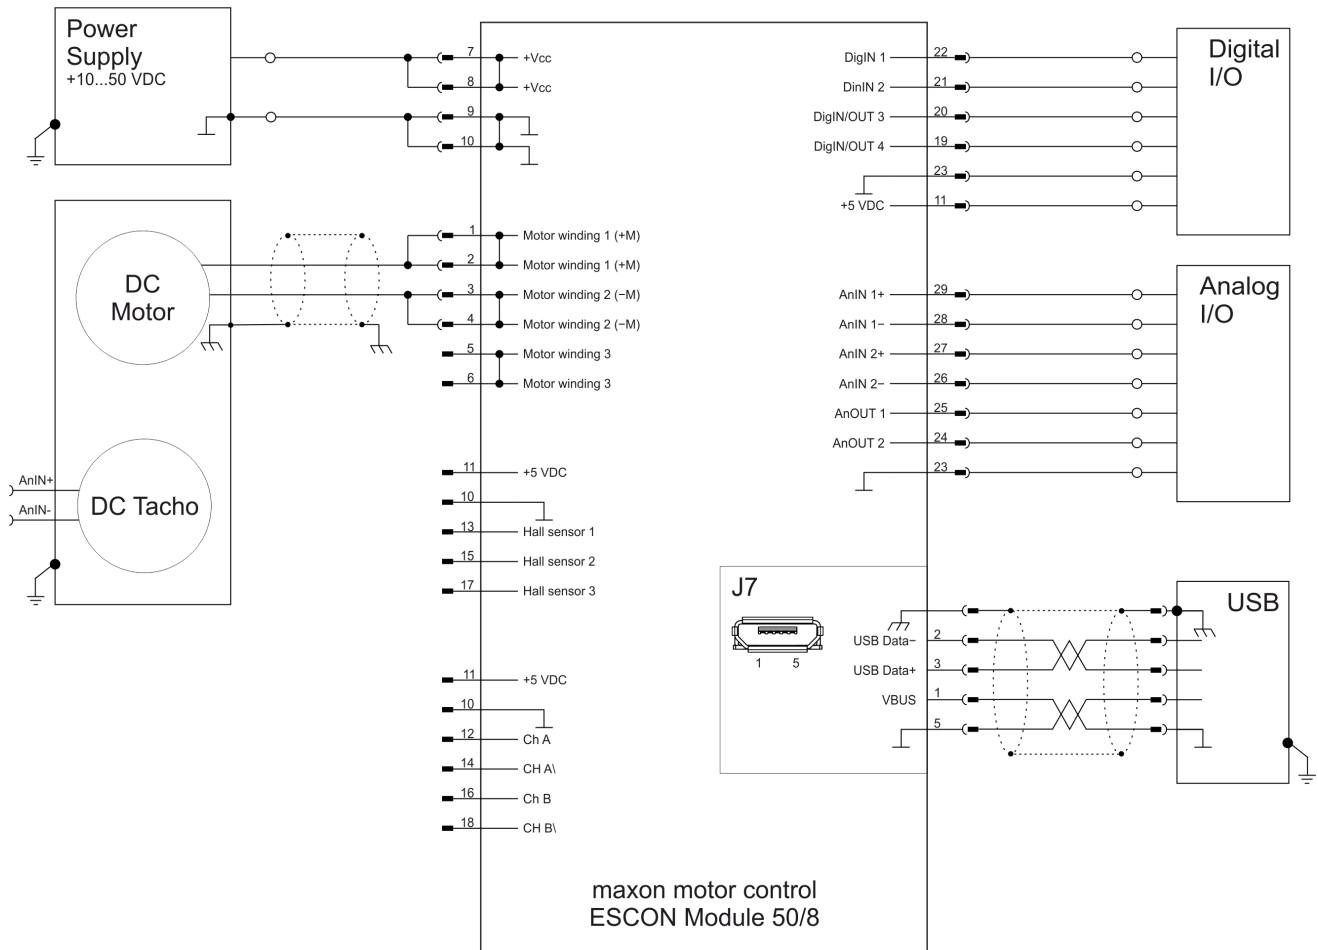 Power
Supply
+10...50 VDC
7
+Vcc
8
+Vcc
9
10
DC
Motor
1
Motor winding 1 (+M)
2
Motor winding 1 (+M)
3
Motor winding 2 (−M)
4
Motor winding 2 (−M)
5
Motor winding 3
6
Motor winding 3
AnIN+
AnIN-
DC Tacho
11
+5 VDC
10
13
Hall sensor 1
15
Hall sensor 2
17
Hall sensor 3
11
+5 VDC
10
12
Ch A
14
CH A\
16
Ch B
18
CH B\
DigIN 1
22
DinIN 2
21
DigIN/OUT 3
20
DigIN/OUT 4
19
23
+5 VDC
11
Digital
I/O
AnIN 1+
29
AnIN 1−
28
AnIN 2+
27
AnIN 2−
26
AnOUT 1
25
AnOUT 2
24
23
Analog
I/O
J7
1 5
USB Data−
2
USB Data+
3
VBUS
1
5
USB
maxon motor control
ESCON Module 50/8